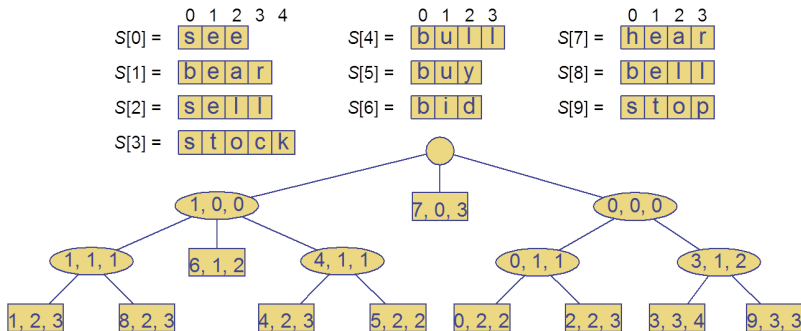 0 1 2 3 4 0 1 2 3 0 1 2 3
S[0] = s e e S[4] = b u l l S[7] = h e a r
S[1] = b e a r S[5] = b u y S[8] = b e l l
S[2] = s e l l S[6] = b i d S[9] = s t o p
S[3] = s t o c k
1, 0, 0 7, 0, 3 0, 0, 0
1, 1, 1 6, 1, 2 4, 1, 1 0, 1, 1 3, 1, 2
1, 2, 3 8, 2, 3 4, 2, 3 5, 2, 2 0, 2, 2 2, 2, 3 3, 3, 4 9, 3, 3